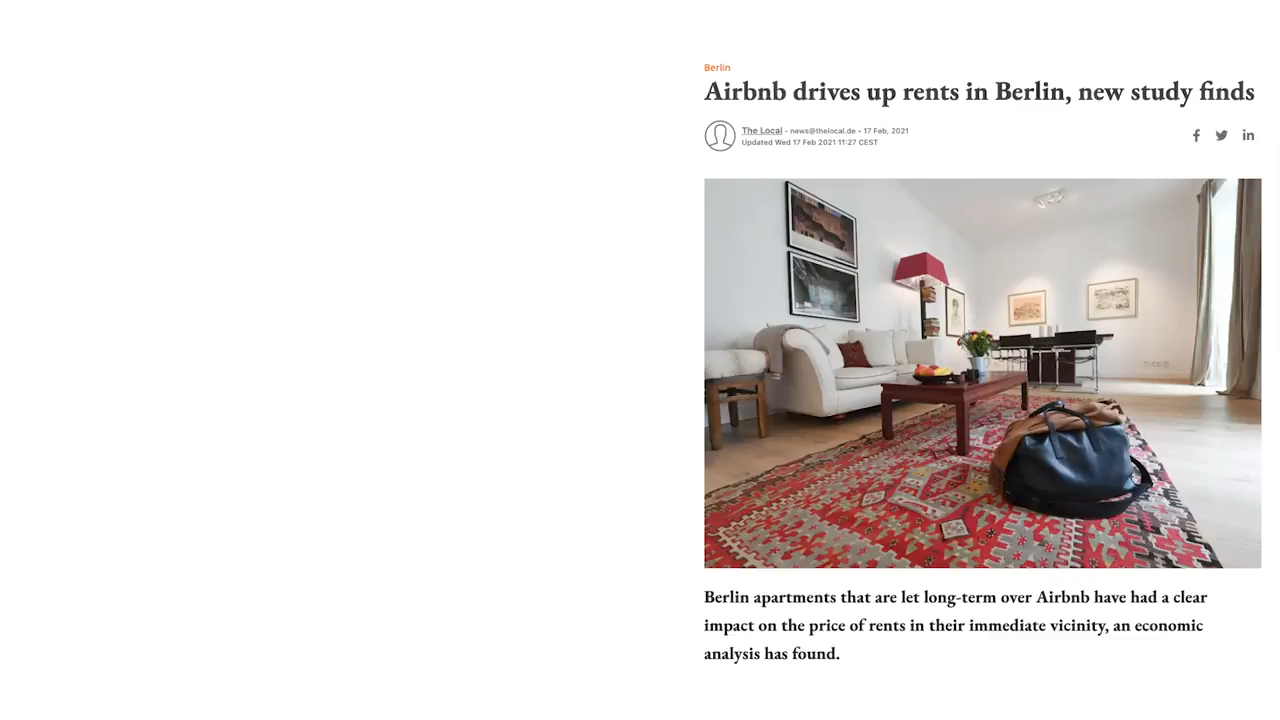 Berlin
Airbnb drives up rents in Berlin, new study finds
The Local - news@thelocal.de • 17 Feb, 2021
Updated Wed 17 Feb 2021 11:27 CEST
Berlin apartments that are let long-term over Airbnb have had a clear
impact on the price of rents in their immediate vicinity, an economic
analysis has found.